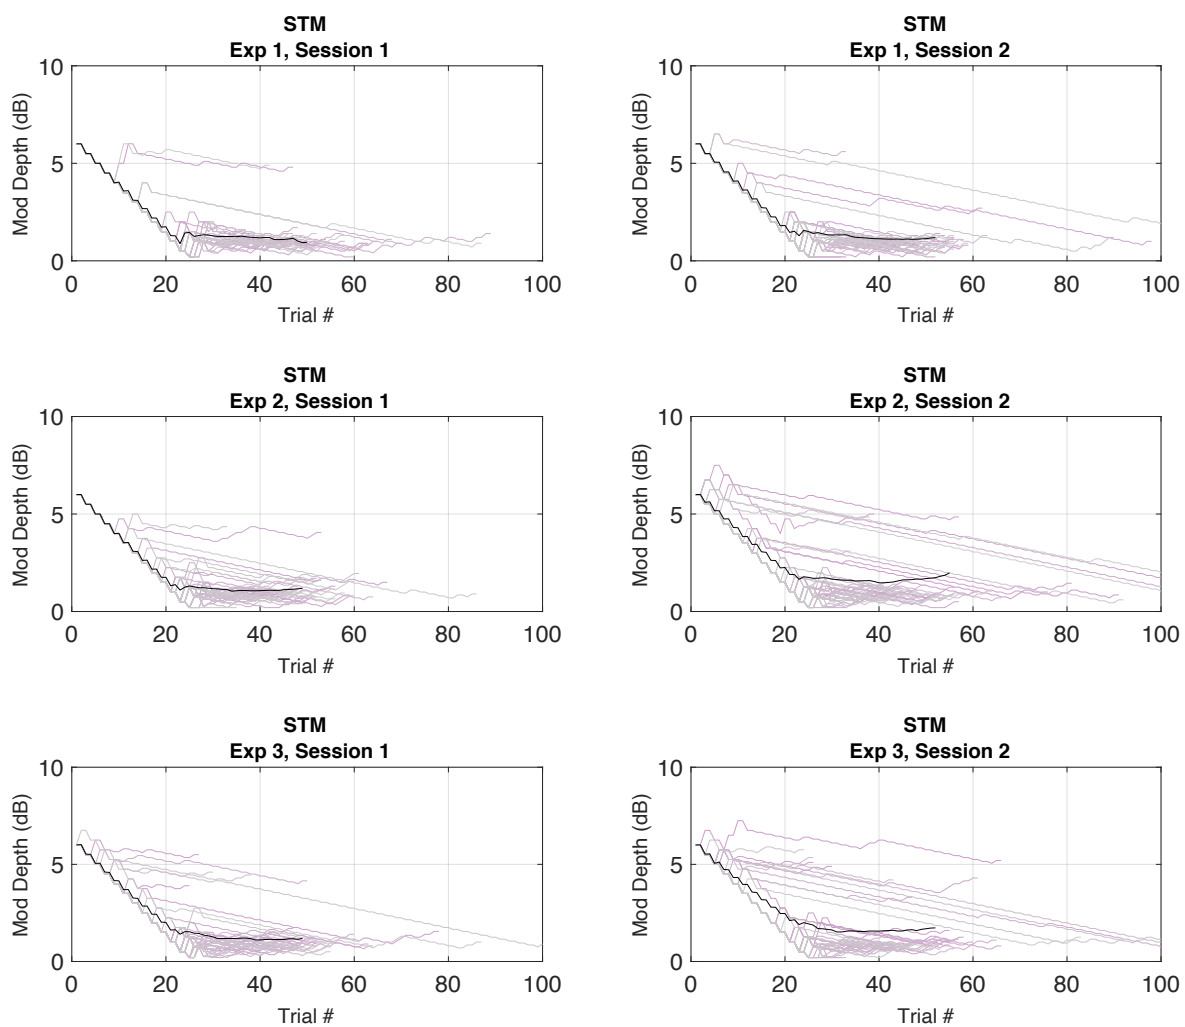 STM
Exp 1, Session 1
10
5
0
Mod Depth (dB)
0 20 40 60 80 100
Trial #
STM
Exp 1, Session 2
10
5
0
Mod Depth (dB)
0 20 40 60 80 100
Trial #
STM
Exp 2, Session 1
10
5
0
Mod Depth (dB)
0 20 40 60 80 100
Trial #
STM
Exp 2, Session 2
10
5
0
Mod Depth (dB)
0 20 40 60 80 100
Trial #
STM
Exp 3, Session 1
10
5
0
Mod Depth (dB)
0 20 40 60 80 100
Trial #
STM
Exp 3, Session 2
10
5
0
Mod Depth (dB)
0 20 40 60 80 100
Trial #